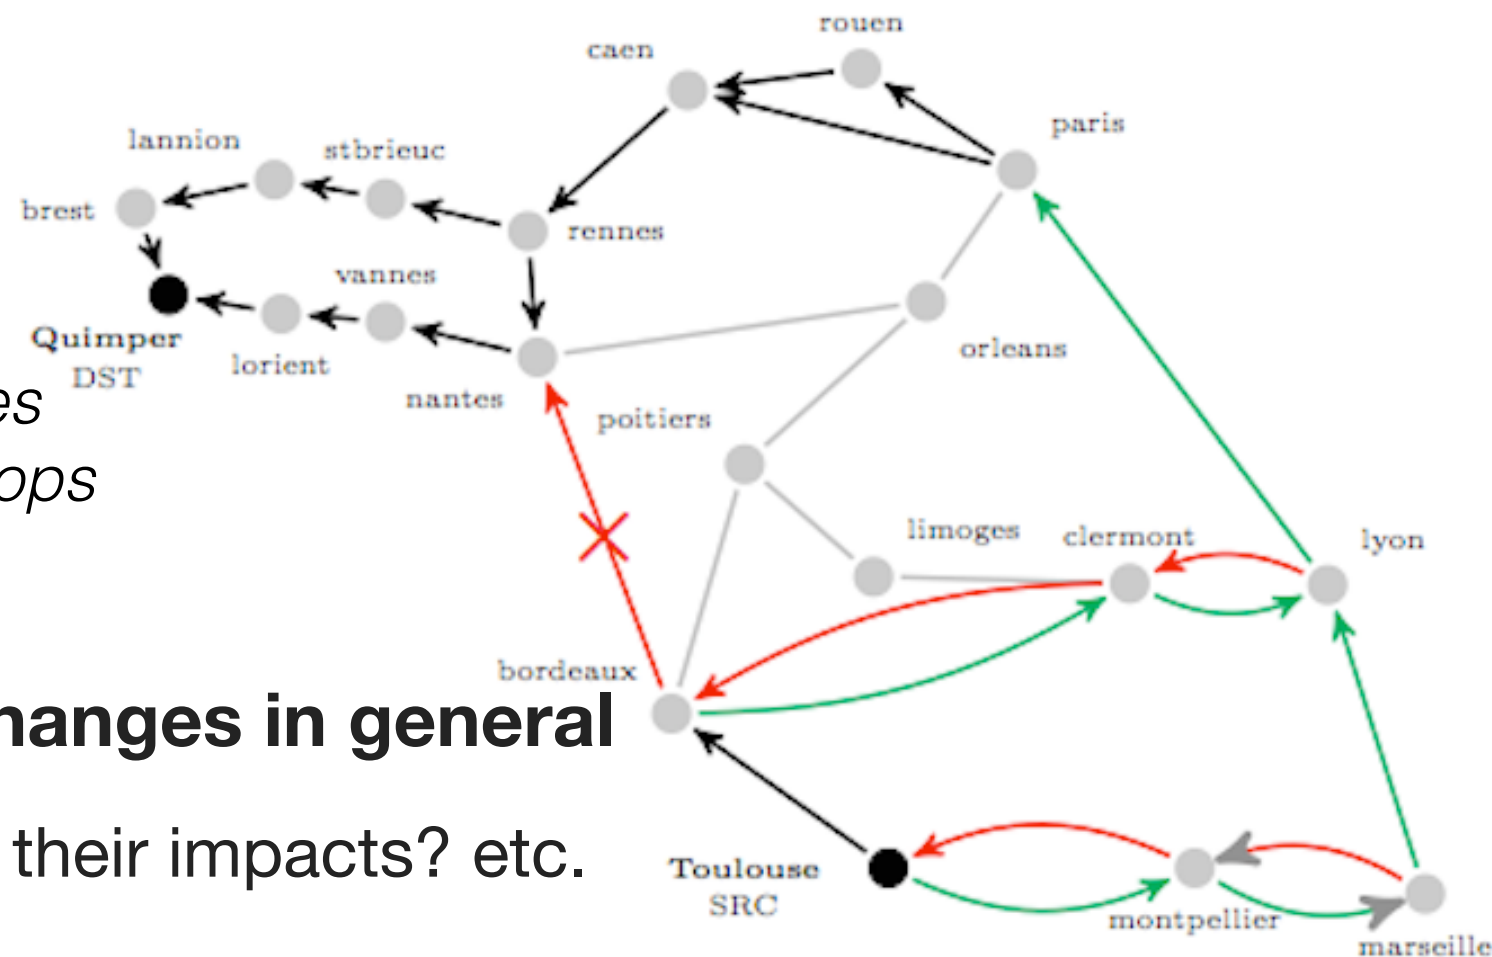 rouen
caen
paris
lannion
stbrieuc
brest
rennes
vannes
Quimper
DST
lorient
orleans
nantes
es
poitiers
ops
limoges
clermont
lyon
bordeaux
hanges in general
their impacts? etc.
Toulouse
SRC
montpellier
marseille